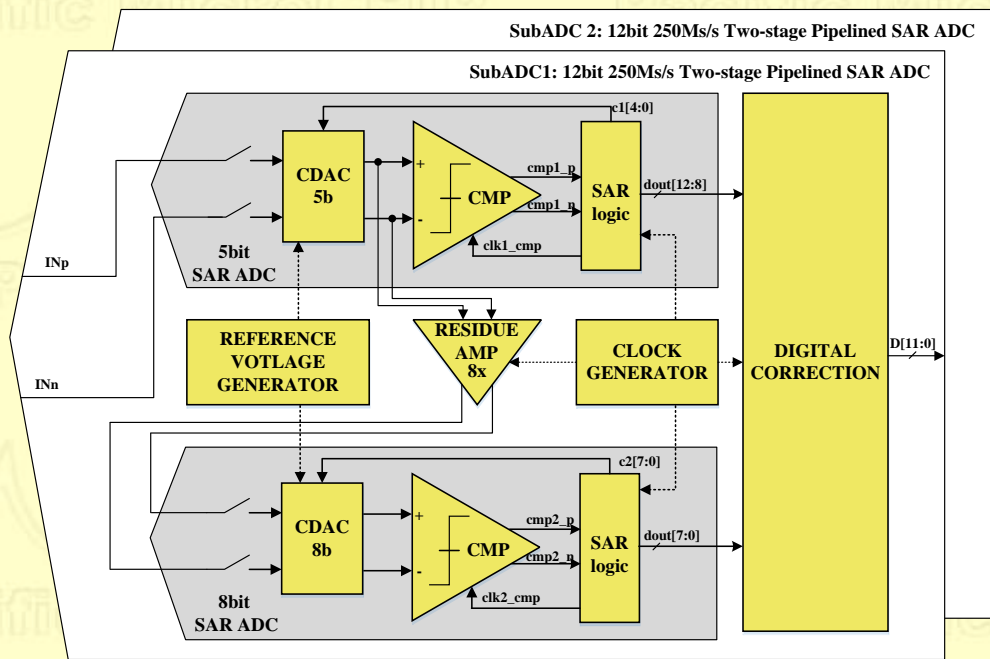 SubADC 2: 12bit 250Ms/s Two-stage Pipelined SAR ADC
SubADC1: 12bit 250Ms/s Two-stage Pipelined SAR ADC
c1[4:0]
CDAC
5b
+
-
CMP
cmp1_p
cmp1_n
clk1_cmp
SAR
logic
dout[12:8]
5bit
SAR ADC
INp
INn
REFERENCE
VOTLAGE
GENERATOR
RESIDUE
AMP
8x
CLOCK
GENERATOR
DIGITAL
CORRECTION
D[11:0]
c2[7:0]
CDAC
8b
+
-
CMP
cmp2_p
cmp2_n
clk2_cmp
SAR
logic
dout[7:0]
8bit
SAR ADC